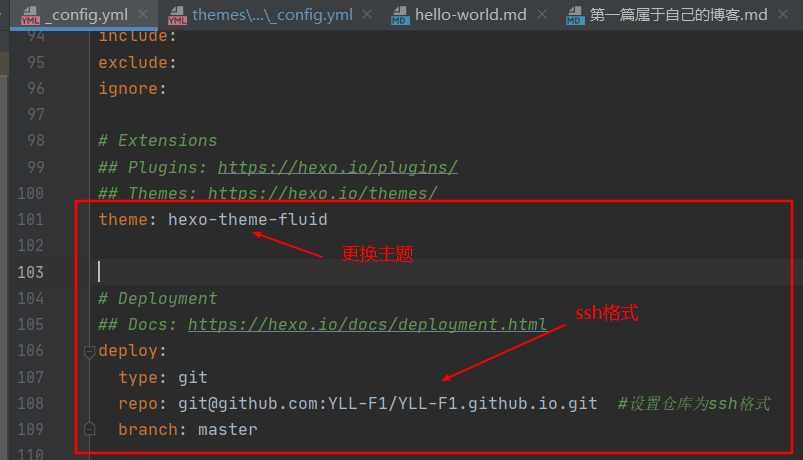 _config.yml themes\...\_config.yml hello-world.md 第一篇属于自己的博客.md
94 include:
95 exclude:
96 ignore:
97
98 # Extensions
99 ## Plugins: https://hexo.io/plugins/
100 ## Themes: https://hexo.io/themes/
101 theme: hexo-theme-fluid
102
更换主题
103
104 # Deployment
105 ## Docs: https://hexo.io/docs/deployment.html
ssh格式
106 deploy:
107 type: git
108 repo: git@github.com:YLL-F1/YLL-F1.github.io.git #设置仓库为ssh格式
109 branch: master
110